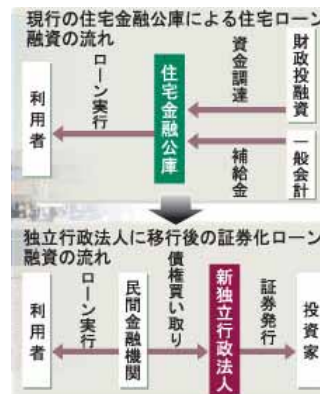 現行の住宅金融公庫による住宅ローン
融資の流れ
利用者
ローン実行
住宅金融公庫
資金調達
補給金
財政投融資
一般会計
独立行政法人に移行後の証券化ローン
融資の流れ
利用者
ローン実行
民間金融機関
債権買い取り
新独立行政法人
証券発行
投資家